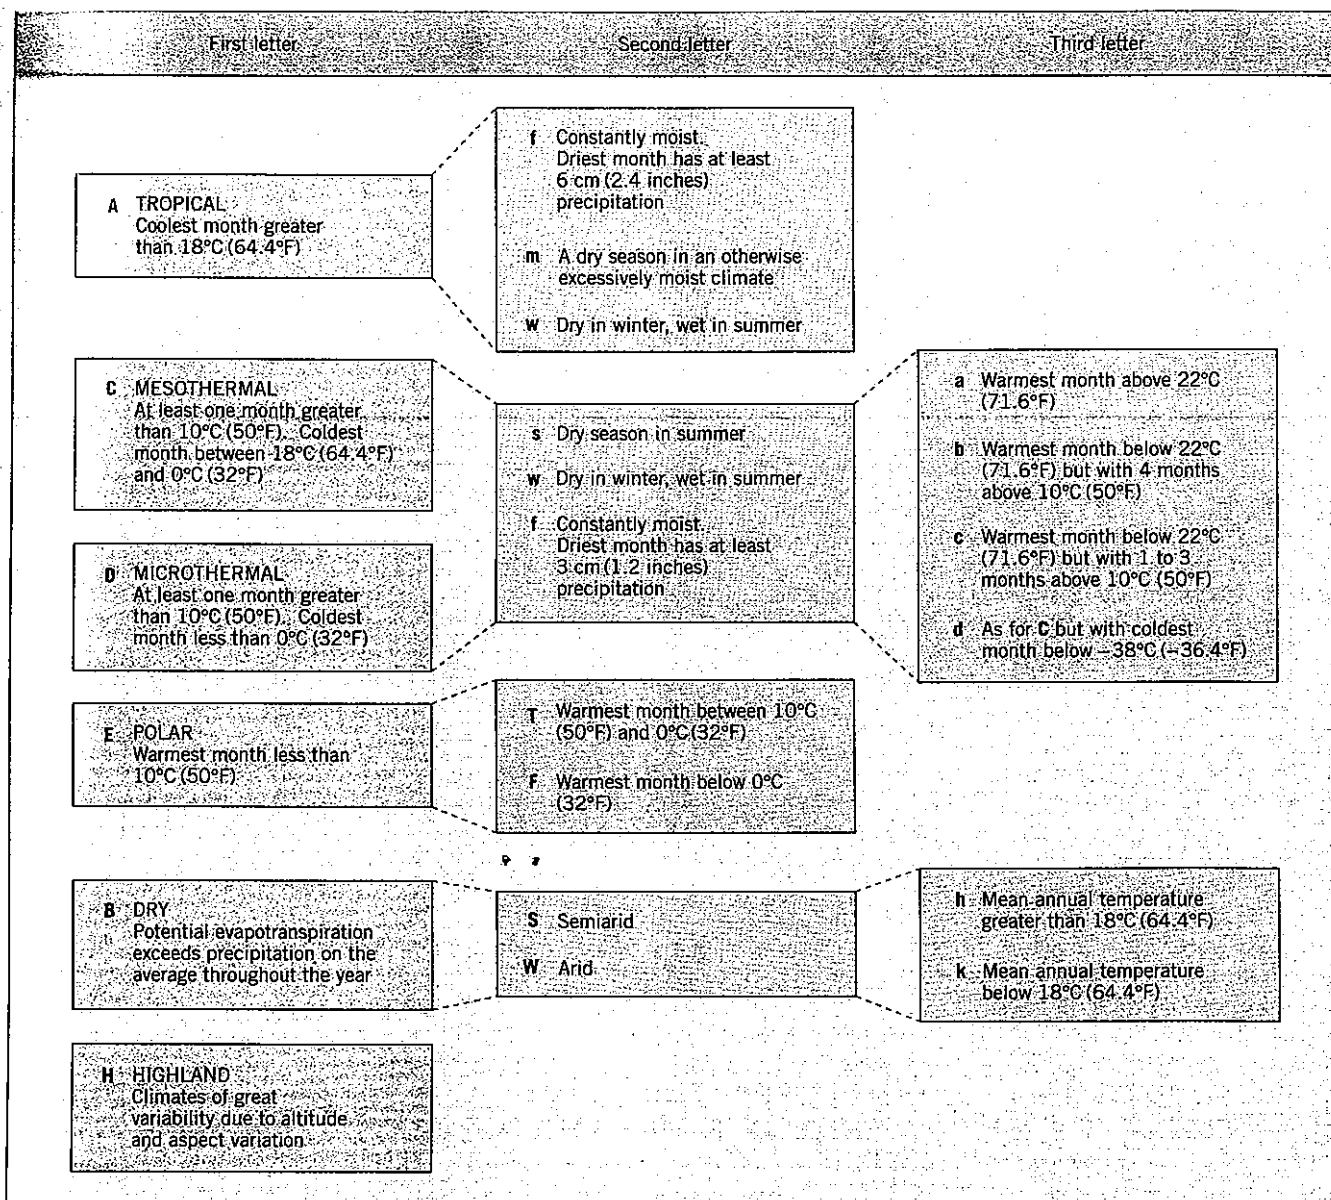 First letter
Second letter
Third letter
A TROPICAL
Coolest month greater
than 18°C (64.4°F)
f Constantly moist.
Driest month has at least
6 cm (2.4 inches)
precipitation
m A dry season in an otherwise
excessively moist climate
w Dry in winter, wet in summer
C MESOTHERMAL
At least one month greater
than 10°C (50°F). Coldest
month between 18°C (64.4°F)
and 0°C (32°F)
D MICROTHERMAL
At least one month greater
than 10°C (50°F). Coldest
month less than 0°C (32°F)
s Dry season in summer
w Dry in winter, wet in summer
f Constantly moist.
Driest month has at least
3 cm (1.2 inches)
precipitation
a Warmest month above 22°C
(71.6°F)
b Warmest month below 22°C
(71.6°F) but with 4 months
above 10°C (50°F)
c Warmest month below 22°C
(71.6°F) but with 1 to 3
months above 10°C (50°F)
d As for C but with coldest
month below −38°C (−36.4°F)
E POLAR
Warmest month less than
10°C (50°F)
T Warmest month between 10°C
(50°F) and 0°C (32°F)
F Warmest month below 0°C
(32°F)
B DRY
Potential evapotranspiration
exceeds precipitation on the
average throughout the year
S Semiarid
W Arid
h Mean annual temperature
greater than 18°C (64.4°F)
k Mean annual temperature
below 18°C (64.4°F)
H HIGHLAND
Climates of great
variability due to altitude
and aspect variation